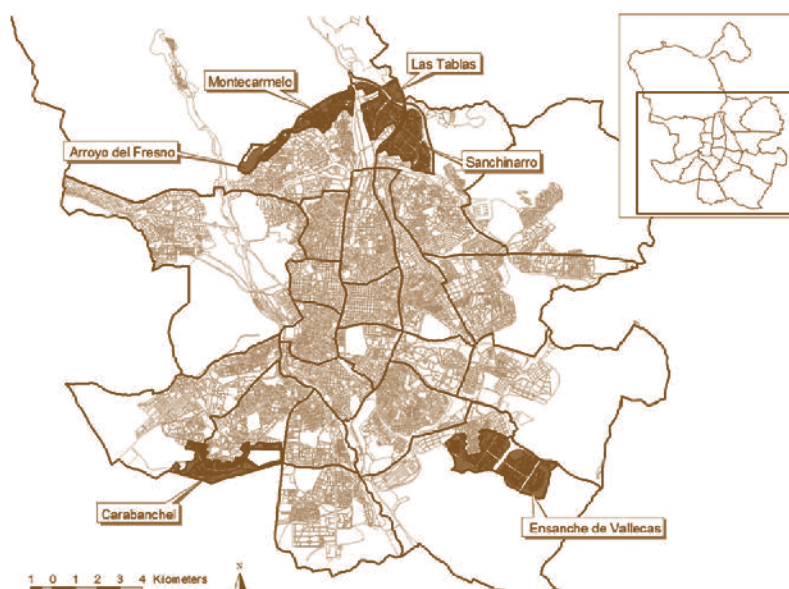 Las Tablas
Montecarmelo
Arroyo del Fresno
Sanchinarro
Carabanchel
Ensanche de Vallecas
1 0 1 2 3 4 Kilometers
N